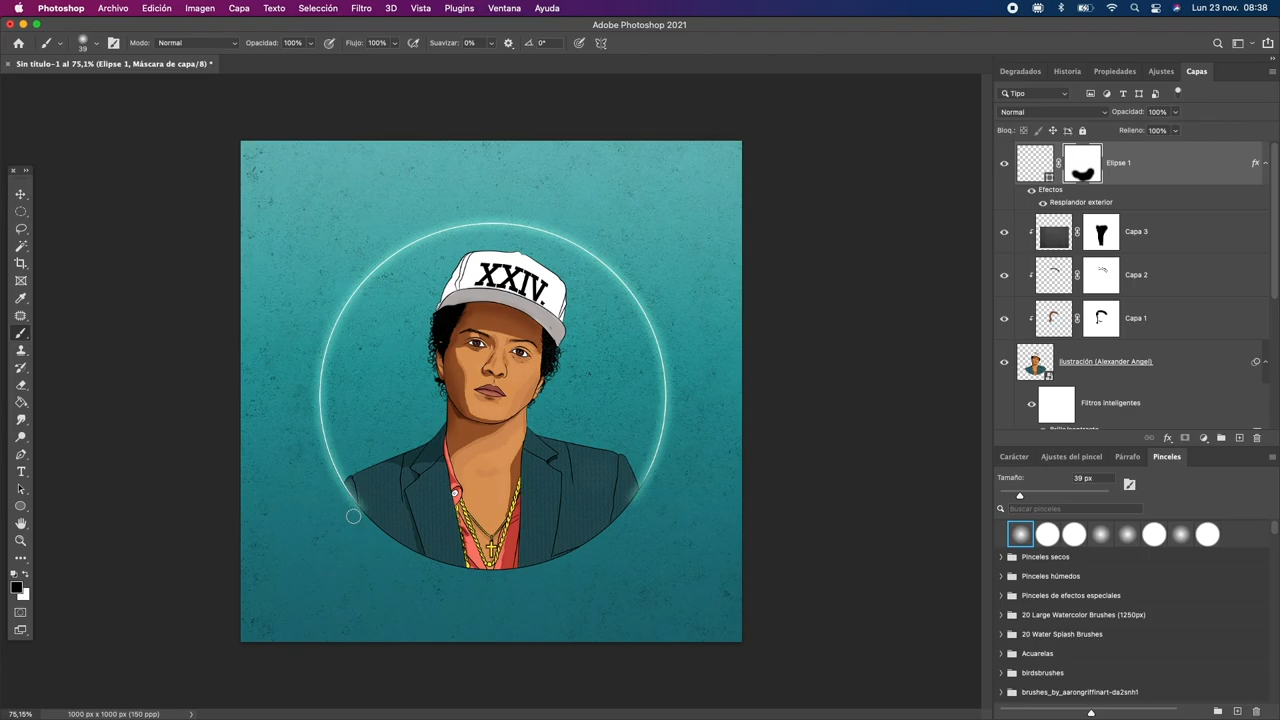 Photoshop Archivo Edición Imagen Capa Texto Selección Filtro 3D Vista Plugins Ventana Ayuda Lun 23 nov. 08:38
Adobe Photoshop 2021
39 Modo: Normal Opacidad: 100% Flujo: 100% Suavizar: 0% 0°
Sin título-1 al 75,1% (Elipse 1, Máscara de capa/8) *
Degradados Historia Propiedades Ajustes Capas
Tipo
Normal Opacidad: 100%
Bloq.: Relleno: 100%
Elipse 1 fx
Efectos
Resplandor exterior
Capa 3
Capa 2
Capa 1
Ilustración (Alexander Angel)
Filtros inteligentes
Brillo/contraste
XXIV.
Carácter Ajustes del pincel Párrafo Pinceles
Tamaño: 39 px
Buscar pinceles
Pinceles secos
Pinceles húmedos
Pinceles de efectos especiales
20 Large Watercolor Brushes (1250px)
20 Water Splash Brushes
Acuarelas
birdsbrushes
brushes_by_aarongriffinart-da2snh1
75,15% 1000 px x 1000 px (150 ppp)